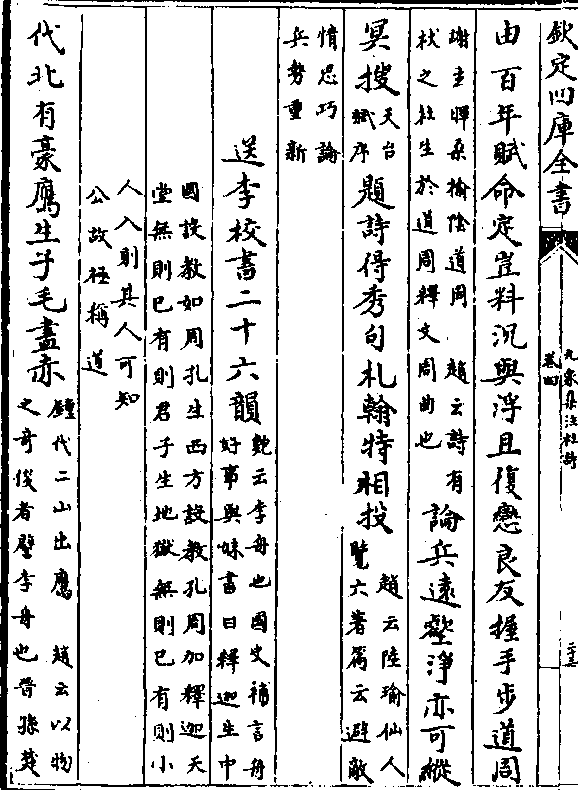 欽定四庫全書
九家集注杜詩
卷四
由百年賦命定豈料沉與浮且復戀良友握手步道周
謝玄暉桑榆陰道周　趙云詩有
杕之杜生於道周釋文周曲也
論兵遠壑淨亦可縱
冥搜
天台
賦序
題詩得秀句札翰特相投
趙云陸瑜仙人
覽六著篇云避敵
情思巧論
兵勢重新
送李校書二十六韻
鮑云李舟也國史補言舟
好事與妹書曰釋迦生中
國設教如周孔生西方設教孔周加釋迦天
堂無則已有則君子生地獄無則已有則小
人入則其人可知
公故極稱道
代北有豪鷹生子毛盡赤
鍾代二山出鷹　趙云以物
之奇俊者譬李舟也晉孫楚